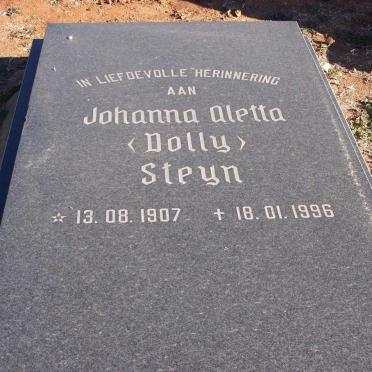 IN LIEFDEVOLLE HERINNERING
AAN
Johanna Aletta
<Dolly>
Steyn
☆ 13. 08. 1907 ✝ 18. 01. 1996